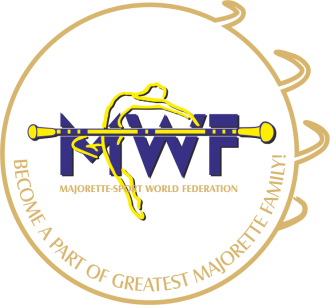 MWF
MAJORETTE-SPORT WORLD FEDERATION
BECOME A PART OF GREATEST MAJORETTE FAMILY!